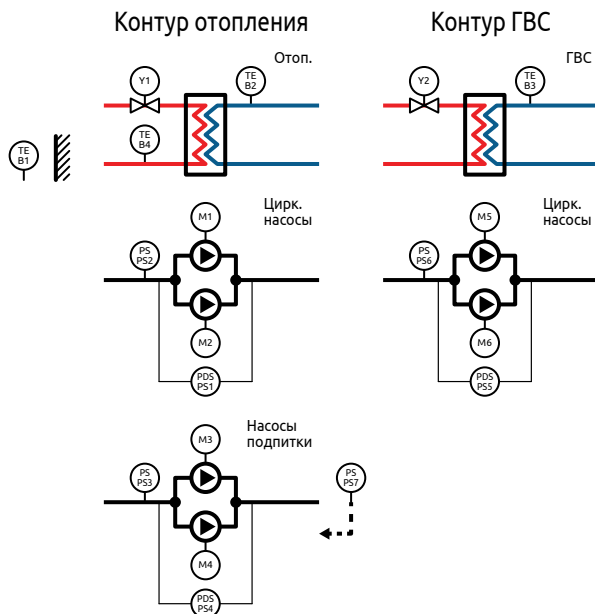 Контур отопления
Контур ГВС
Отоп.
ГВС
Y1
TE
B2
Y2
TE
B3
TE
B4
TE
B1
Цирк.
насосы
Цирк.
насосы
M1
M5
PS
PS2
PS
PS6
M2
M6
PDS
PS1
PDS
PS5
Насосы
подпитки
M3
PS
PS3
PS
PS7
M4
PDS
PS4